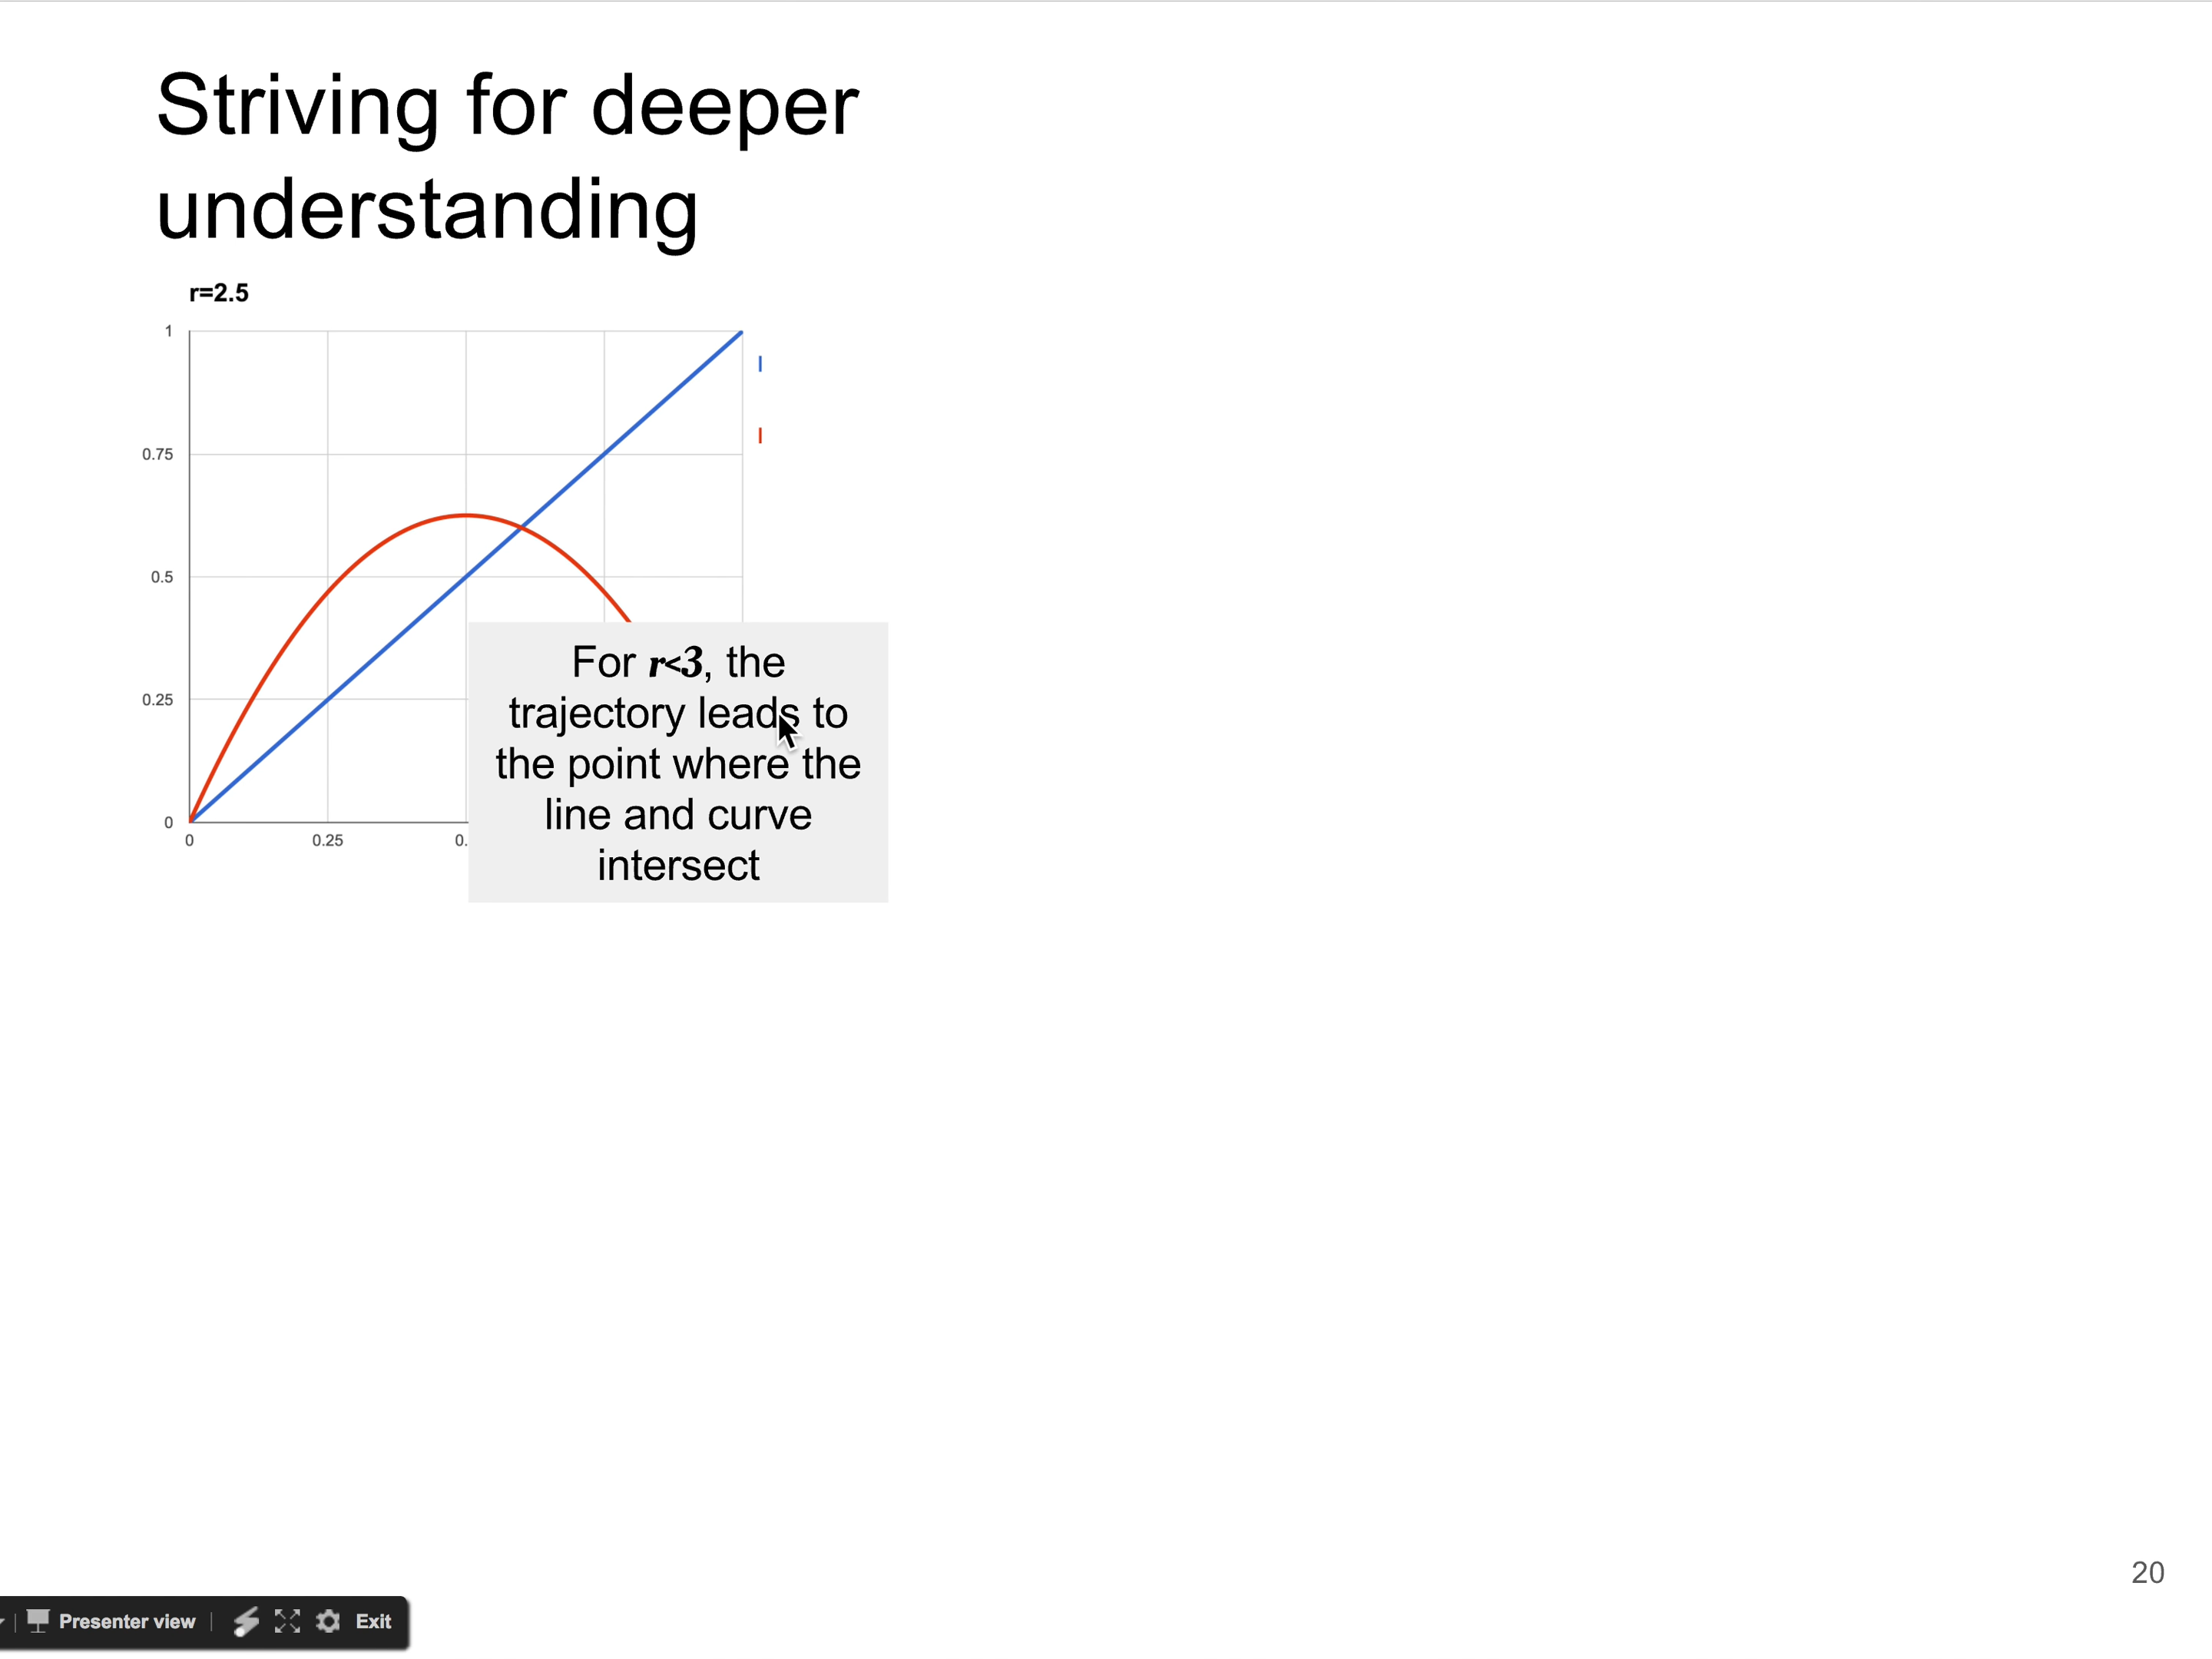 Striving for deeper
understanding
r=2.5
1
0.75
0.5
0.25
0
0
0.25
0.
For r<3, the
trajectory leads to
the point where the
line and curve
intersect
20
Presenter view
Exit